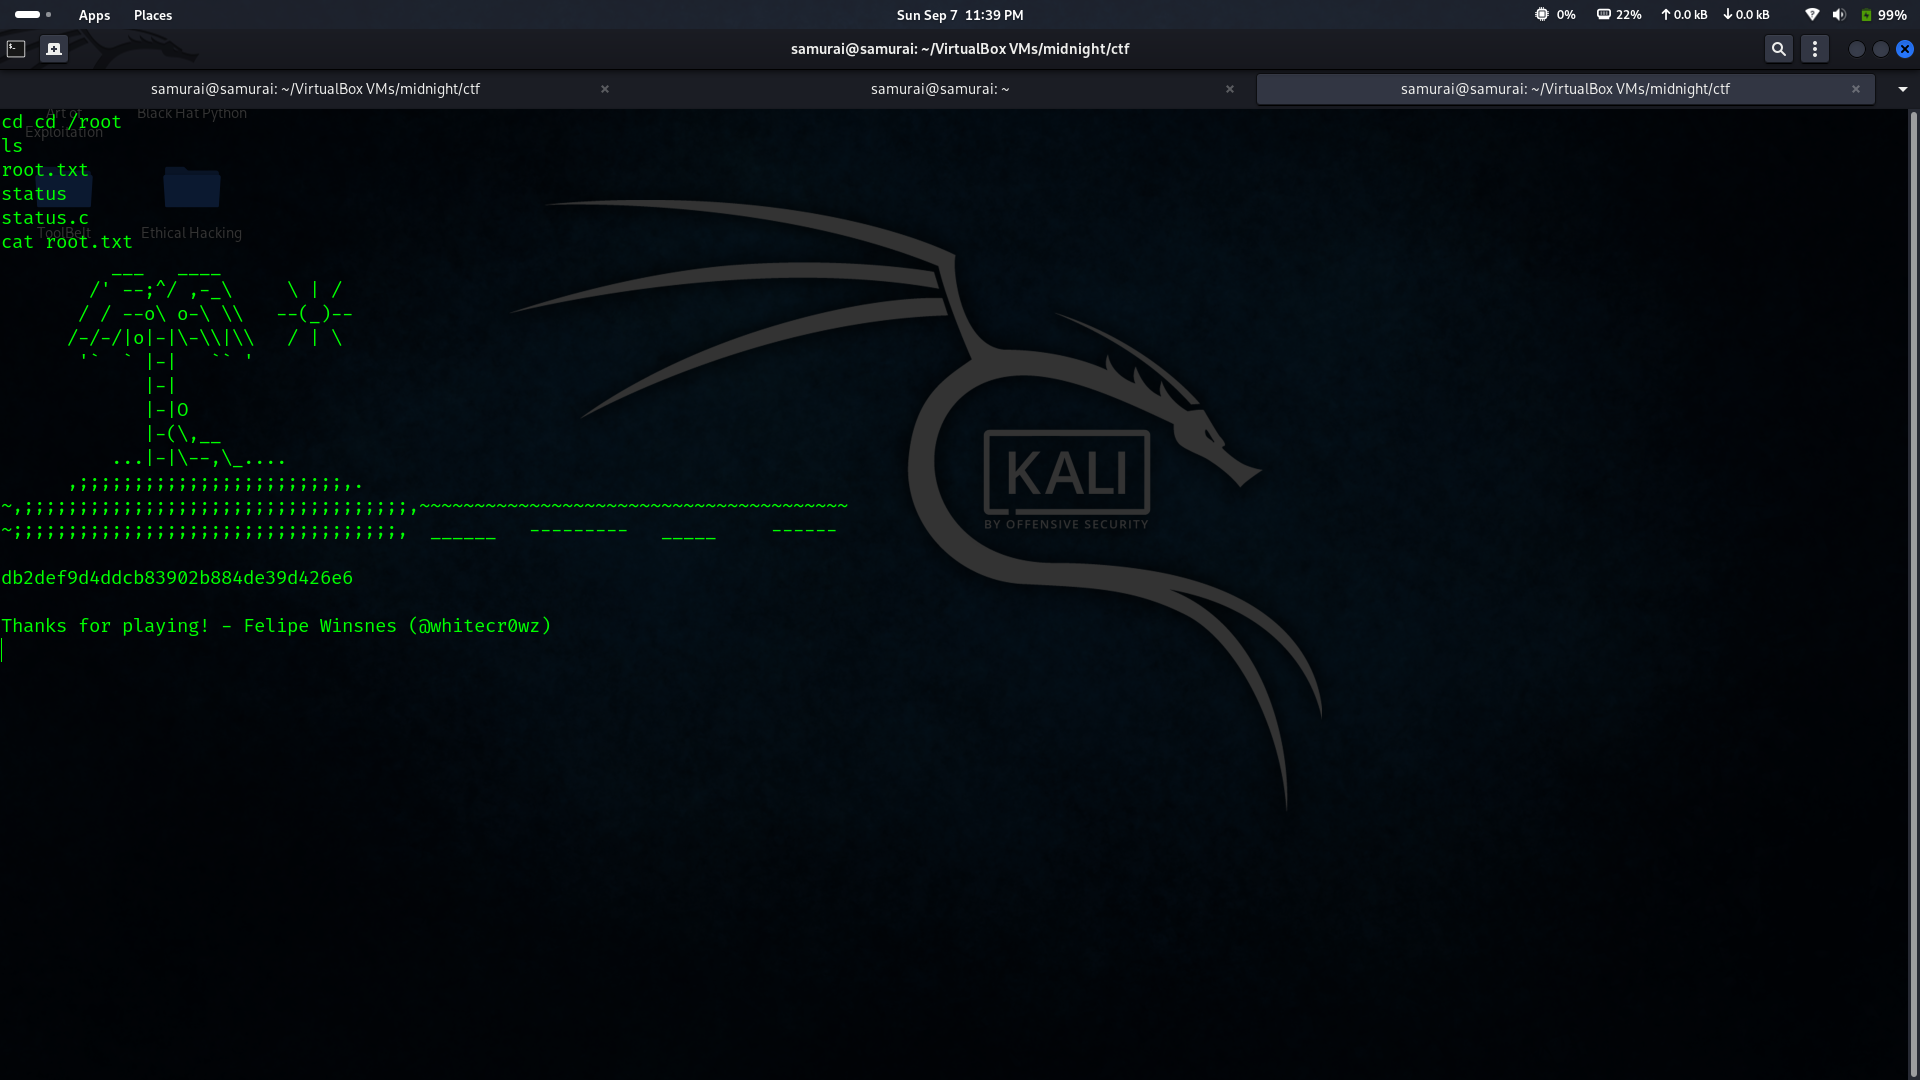 Apps Places Sun Sep 7 11:39 PM 0% 22% ↑ 0.0 kB ↓ 0.0 kB 99%
samurai@samurai: ~/VirtualBox VMs/midnight/ctf
samurai@samurai: ~/VirtualBox VMs/midnight/ctf × samurai@samurai: ~ × samurai@samurai: ~/VirtualBox VMs/midnight/ctf ×
Art of Exploitation
Black Hat Python
cd cd /root
ls
root.txt
status
status.c
ToolBelt
Ethical Hacking
cat root.txt
          ___   ____
        /' --;^/ ,-_\     \ | /
       / / --o\ o-\ \\   --(_)--
      /-/-/|o|-|\-\\|\\   / | \
       '`  ` |-|   `` '
             |-|
             |-|O
             |-(\,__
          ...|-|\--,\_....
      ,;;;;;;;;;;;;;;;;;;;;;;;;,.
~,;;;;;;;;;;;;;;;;;;;;;;;;;;;;;;;;;;;,~~~~~~~~~~~~~~~~~~~~~~~~~~~~~~~~~~~~~~~
~;;;;;;;;;;;;;;;;;;;;;;;;;;;;;;;;;;;,  ______   ---------   _____     ------
db2def9d4ddcb83902b884de39d426e6
Thanks for playing! - Felipe Winsnes (@whitecr0wz)
KALI
BY OFFENSIVE SECURITY